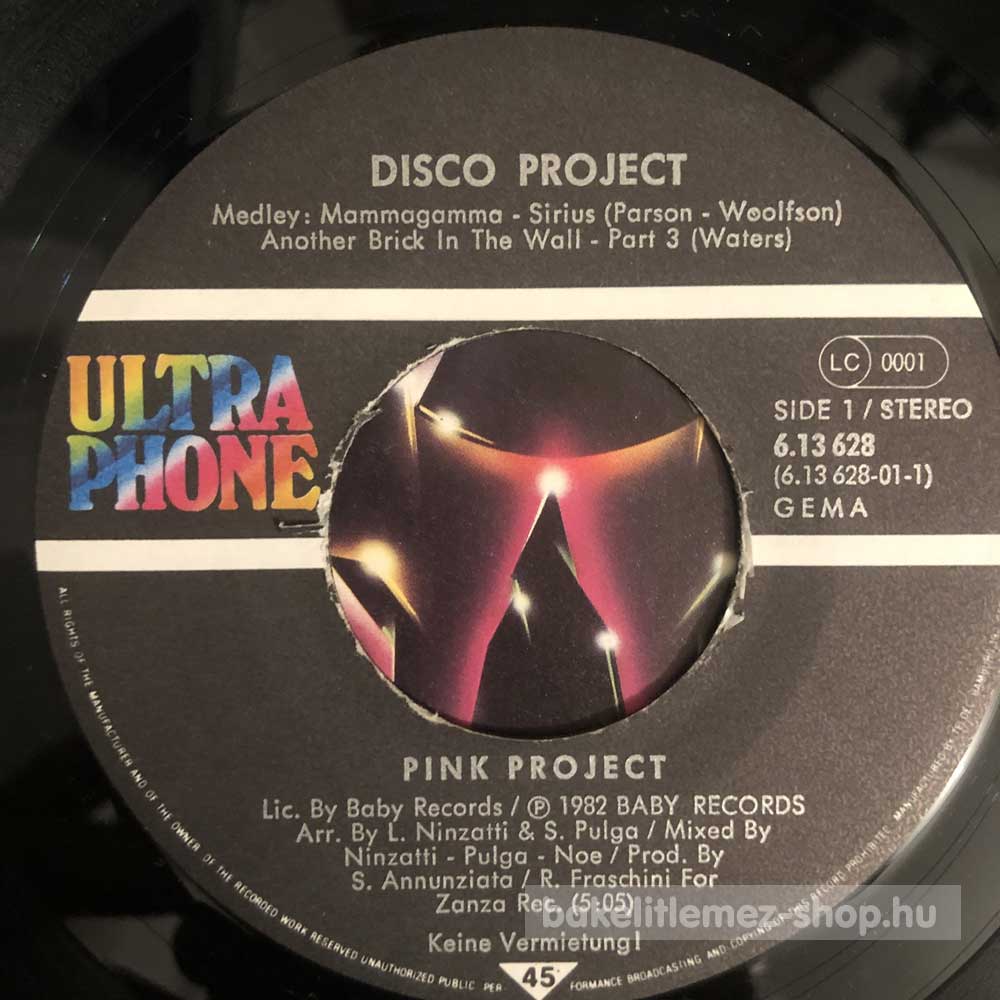 DISCO PROJECT
Medley: Mammagamma - Sirius (Parson - Woolfson)
Another Brick In The Wall - Part 3 (Waters)
ULTRA
PHONE
LC 0001
SIDE 1 / STEREO
6.13 628
(6.13 628-01-1)
GEMA
PINK PROJECT
Lic. By Baby Records / ℗ 1982 BABY RECORDS
Arr. By L. Ninzatti & S. Pulga / Mixed By
Ninzatti - Pulga - Noe / Prod. By
S. Annunziata / R. Fraschini For
Zanza Rec. (5:05)
Keine Vermietung!
45
ALL RIGHTS OF THE MANUFACTURER AND OF THE OWNER OF THE RECORDED WORK RESERVED UNAUTHORIZED PUBLIC PER- FORMANCE BROADCASTING AND COPYING OF THIS RECORD PROHIBITED. MANUFACTURED BY
bakelitlemez-shop.hu